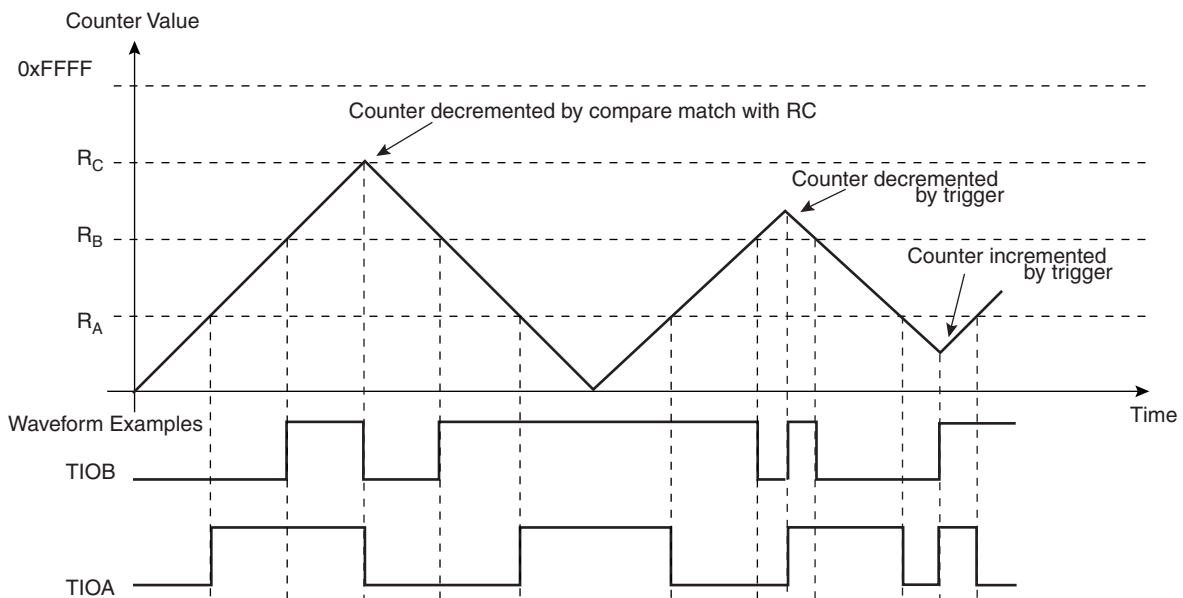 Counter Value
0xFFFF
Counter decremented by compare match with RC
RC
Counter decremented
by trigger
RB
Counter incremented
by trigger
RA
Time
Waveform Examples
TIOB
TIOA